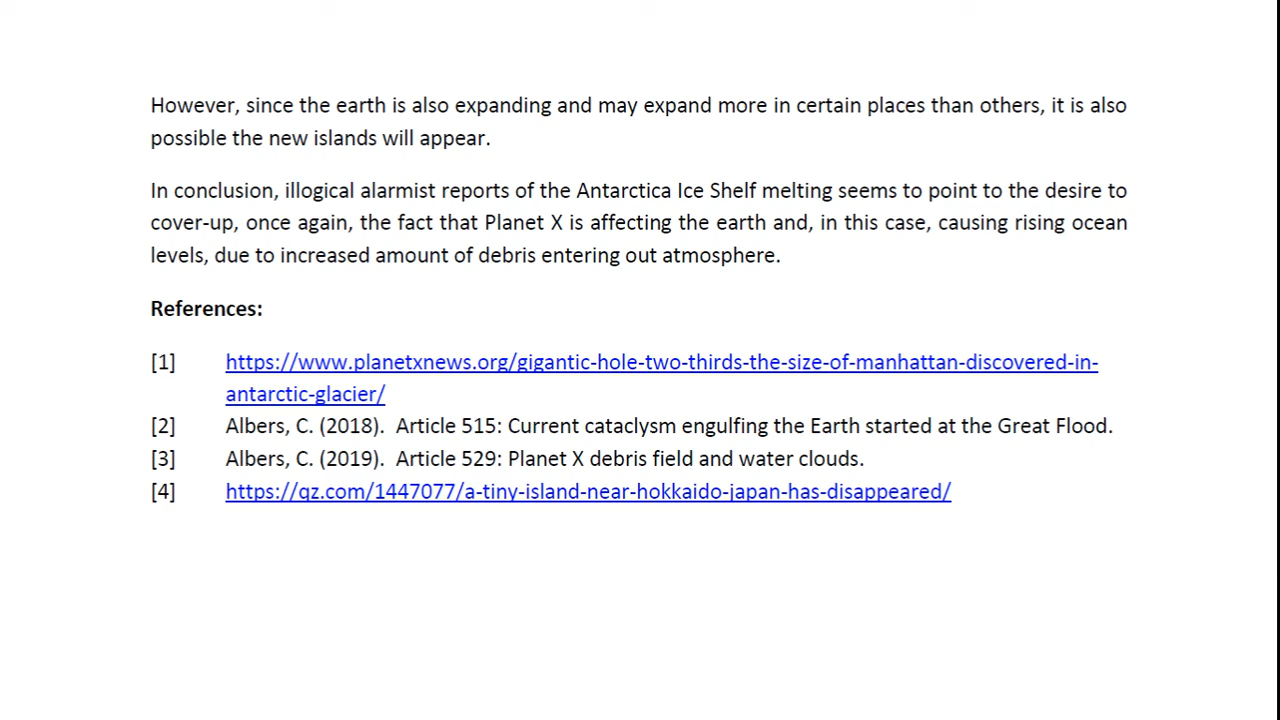 However, since the earth is also expanding and may expand more in certain places than others, it is also
possible the new islands will appear.
In conclusion, illogical alarmist reports of the Antarctica Ice Shelf melting seems to point to the desire to
cover-up, once again, the fact that Planet X is affecting the earth and, in this case, causing rising ocean
levels, due to increased amount of debris entering out atmosphere.
References:
[1] https://www.planetxnews.org/gigantic-hole-two-thirds-the-size-of-manhattan-discovered-in-
antarctic-glacier/
[2] Albers, C. (2018). Article 515: Current cataclysm engulfing the Earth started at the Great Flood.
[3] Albers, C. (2019). Article 529: Planet X debris field and water clouds.
[4] https://qz.com/1447077/a-tiny-island-near-hokkaido-japan-has-disappeared/